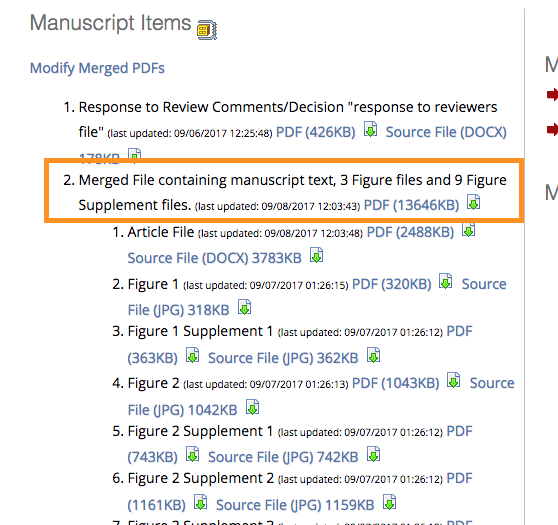 Manuscript Items
Modify Merged PDFs
1. Response to Review Comments/Decision "response to reviewers
file" (last updated: 09/06/2017 12:25:48) PDF (426KB) Source File (DOCX)
178KB
2. Merged File containing manuscript text, 3 Figure files and 9 Figure
Supplement files. (last updated: 09/08/2017 12:03:43) PDF (13646KB)
1. Article File (last updated: 09/08/2017 12:03:48) PDF (2488KB)
Source File (DOCX) 3783KB
2. Figure 1 (last updated: 09/07/2017 01:26:15) PDF (320KB) Source
File (JPG) 318KB
3. Figure 1 Supplement 1 (last updated: 09/07/2017 01:26:12) PDF
(363KB) Source File (JPG) 362KB
4. Figure 2 (last updated: 09/07/2017 01:26:13) PDF (1043KB) Source
File (JPG) 1042KB
5. Figure 2 Supplement 1 (last updated: 09/07/2017 01:26:12) PDF
(743KB) Source File (JPG) 742KB
6. Figure 2 Supplement 2 (last updated: 09/07/2017 01:26:12) PDF
(1161KB) Source File (JPG) 1159KB